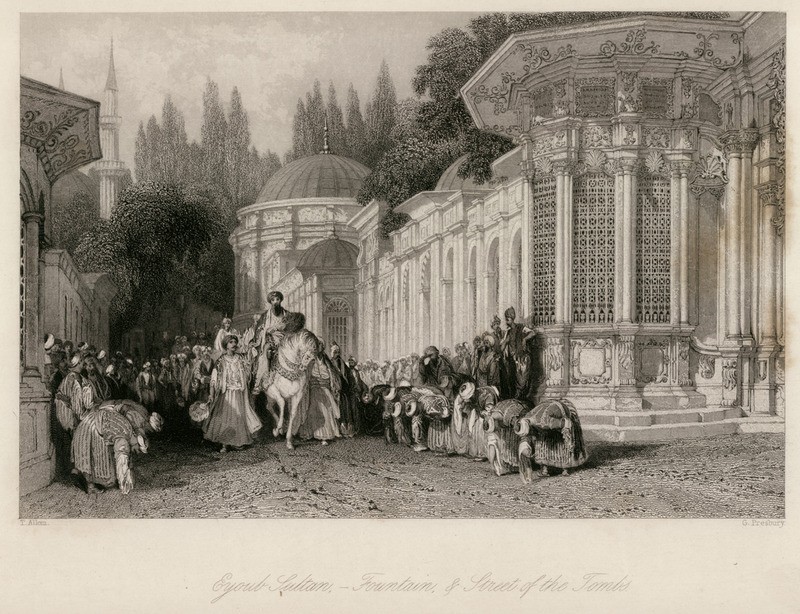 T. Allom.
G. Presbury.
Eyoub Sultan, – Fountain, & Street of the Tombs.